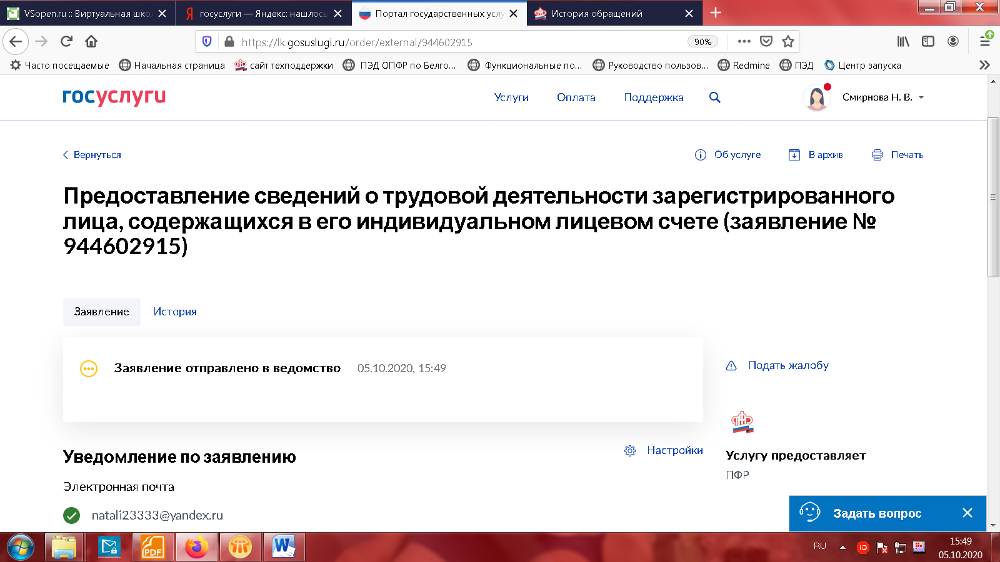 VSopen.ru :: Виртуальная шко
госуслуги — Яндекс: нашлось
Портал государственных услу
История обращений
https://lk.gosuslugi.ru/order/external/944602915
90%
Часто посещаемые
Начальная страница
сайт техподдержки
ПЭД ОПФР по Белго...
Функциональные по...
Руководство пользов...
Redmine
ПЭД
Центр запуска
госуслуги
Услуги
Оплата
Поддержка
Смирнова Н. В.
Вернуться
Об услуге
В архив
Печать
Предоставление сведений о трудовой деятельности зарегистрированного
лица, содержащихся в его индивидуальном лицевом счете (заявление №
944602915)
Заявление
История
Заявление отправлено в ведомство
05.10.2020, 15:49
Подать жалобу
Уведомление по заявлению
Настройки
Услугу предоставляет
ПФР
Электронная почта
natali23333@yandex.ru
Задать вопрос
PDF
RU
15:49
05.10.2020